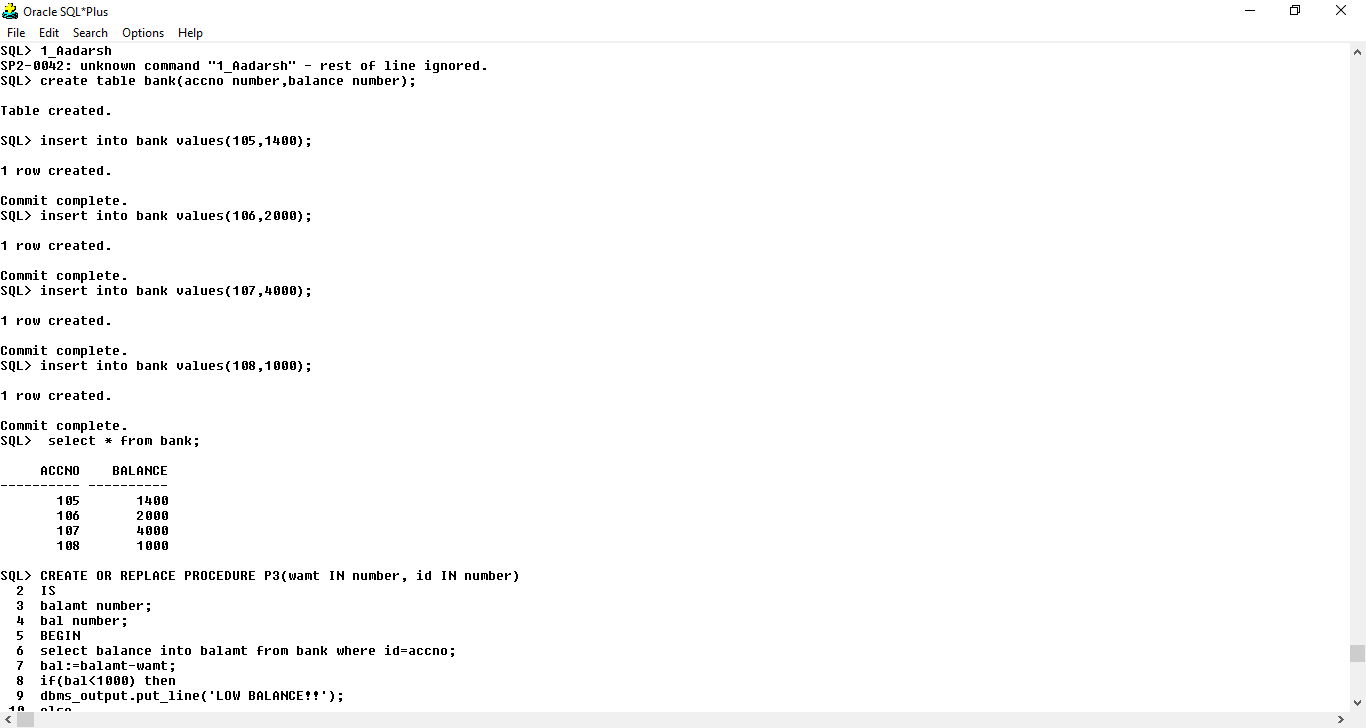 Oracle SQL*Plus
File Edit Search Options Help
SQL> 1_Aadarsh
SP2-0042: unknown command "1_Aadarsh" - rest of line ignored.
SQL> create table bank(accno number,balance number);
Table created.
SQL> insert into bank values(105,1400);
1 row created.
Commit complete.
SQL> insert into bank values(106,2000);
1 row created.
Commit complete.
SQL> insert into bank values(107,4000);
1 row created.
Commit complete.
SQL> insert into bank values(108,1000);
1 row created.
Commit complete.
SQL>  select * from bank;
     ACCNO    BALANCE
---------- ----------
       105       1400
       106       2000
       107       4000
       108       1000
SQL> CREATE OR REPLACE PROCEDURE P3(wamt IN number, id IN number)
  2  IS
  3  balamt number;
  4  bal number;
  5  BEGIN
  6  select balance into balamt from bank where id=accno;
  7  bal:=balamt-wamt;
  8  if(bal<1000) then
  9  dbms_output.put_line('LOW BALANCE!!');
 10  else